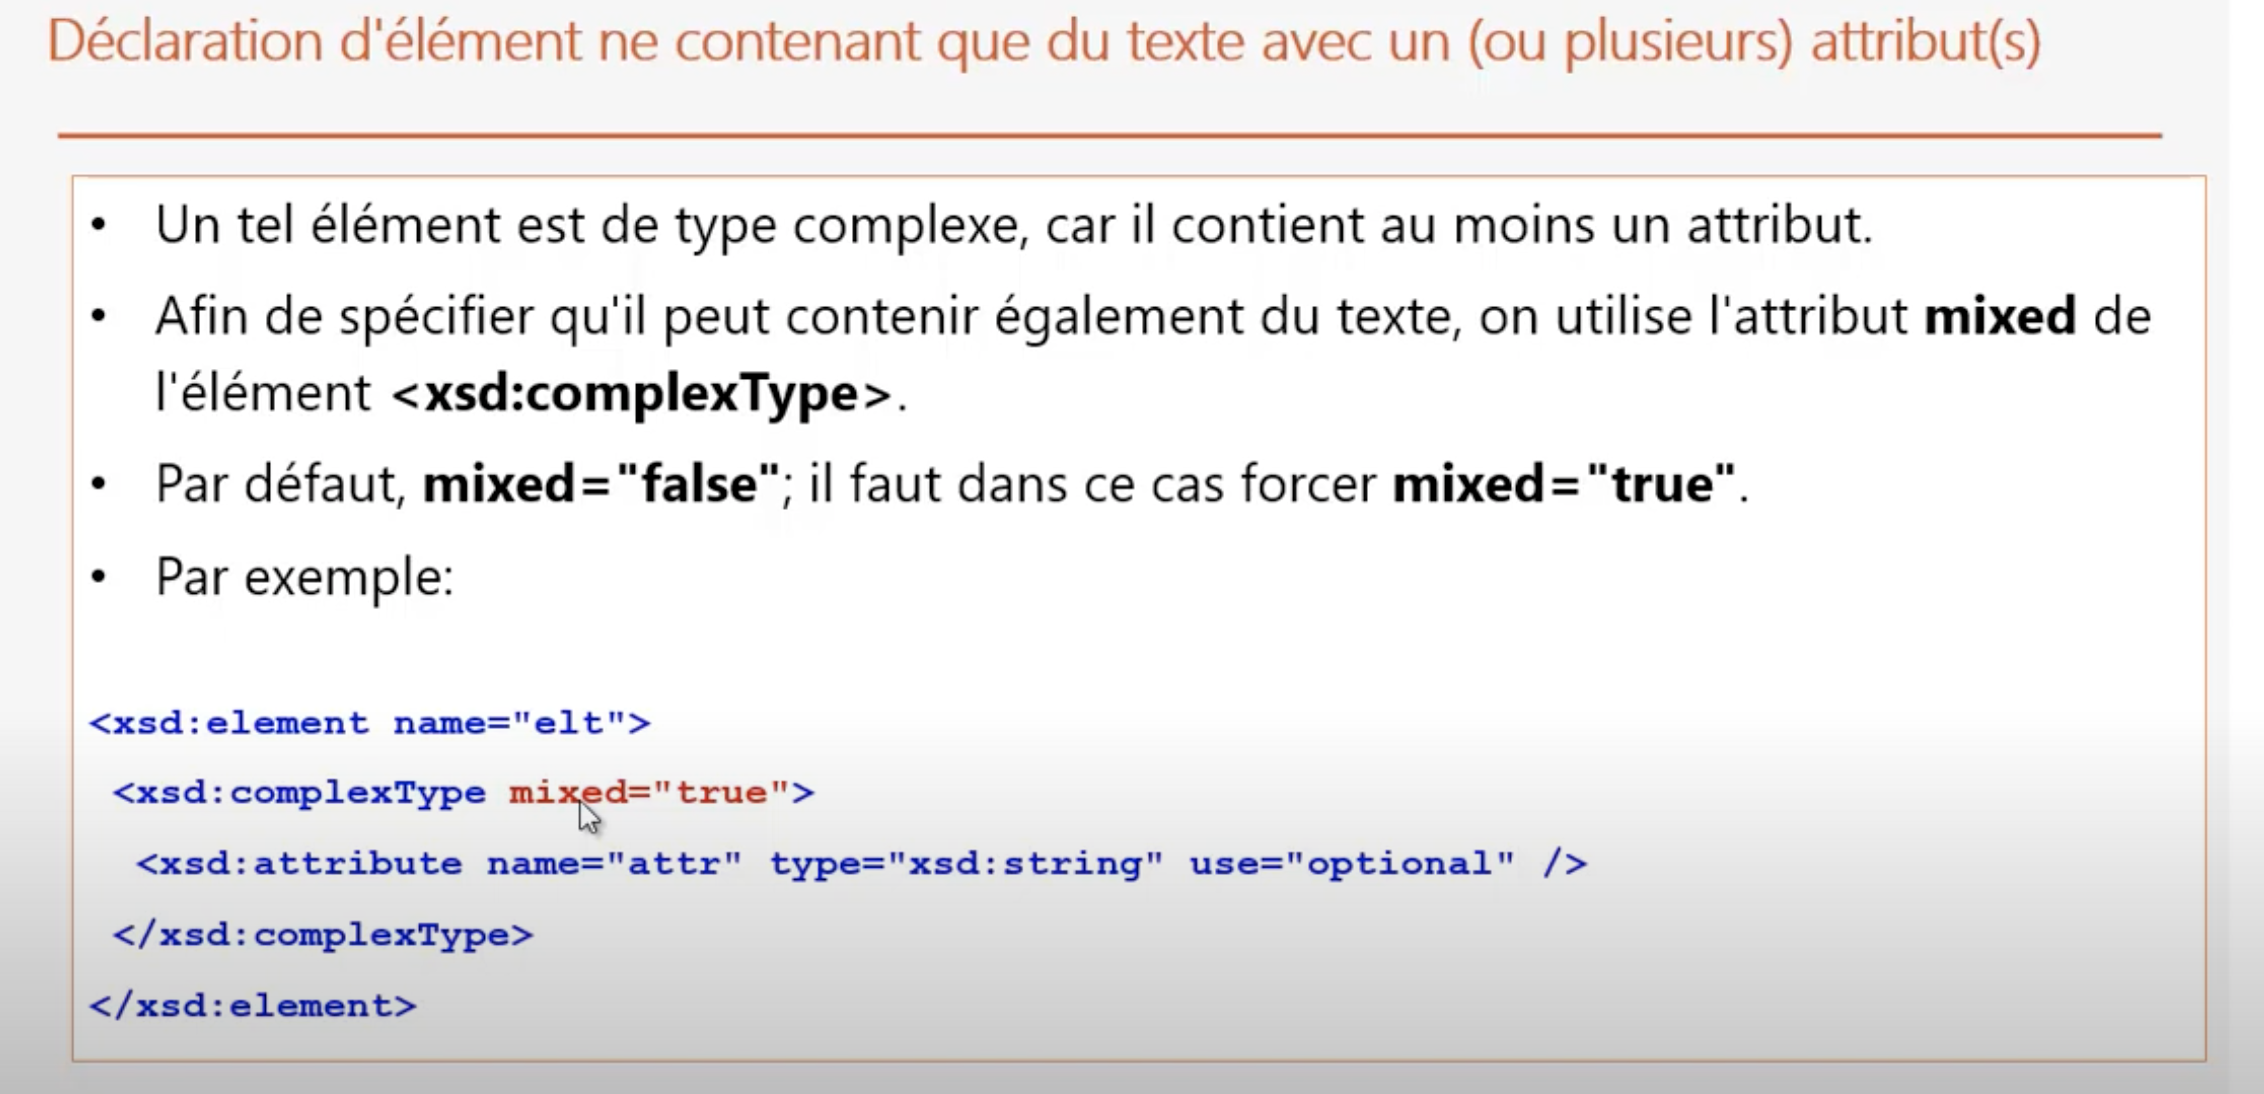 Déclaration d'élément ne contenant que du texte avec un (ou plusieurs) attribut(s)
• Un tel élément est de type complexe, car il contient au moins un attribut.
• Afin de spécifier qu'il peut contenir également du texte, on utilise l'attribut mixed de
l'élément <xsd:complexType>.
• Par défaut, mixed="false"; il faut dans ce cas forcer mixed="true".
• Par exemple:
<xsd:element name="elt">
<xsd:complexType mixed="true">
<xsd:attribute name="attr" type="xsd:string" use="optional" />
</xsd:complexType>
</xsd:element>